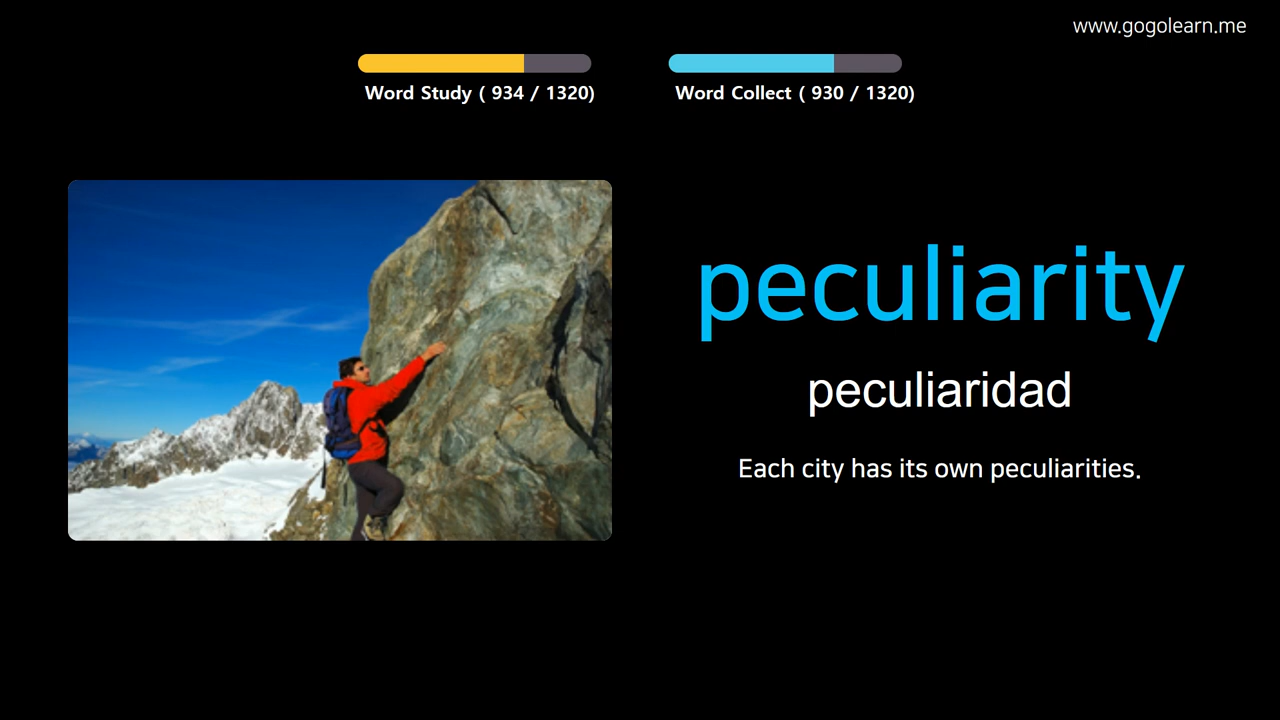 www.gogolearn.me
Word Study ( 934 / 1320)
Word Collect ( 930 / 1320)
peculiarity
peculiaridad
Each city has its own peculiarities.